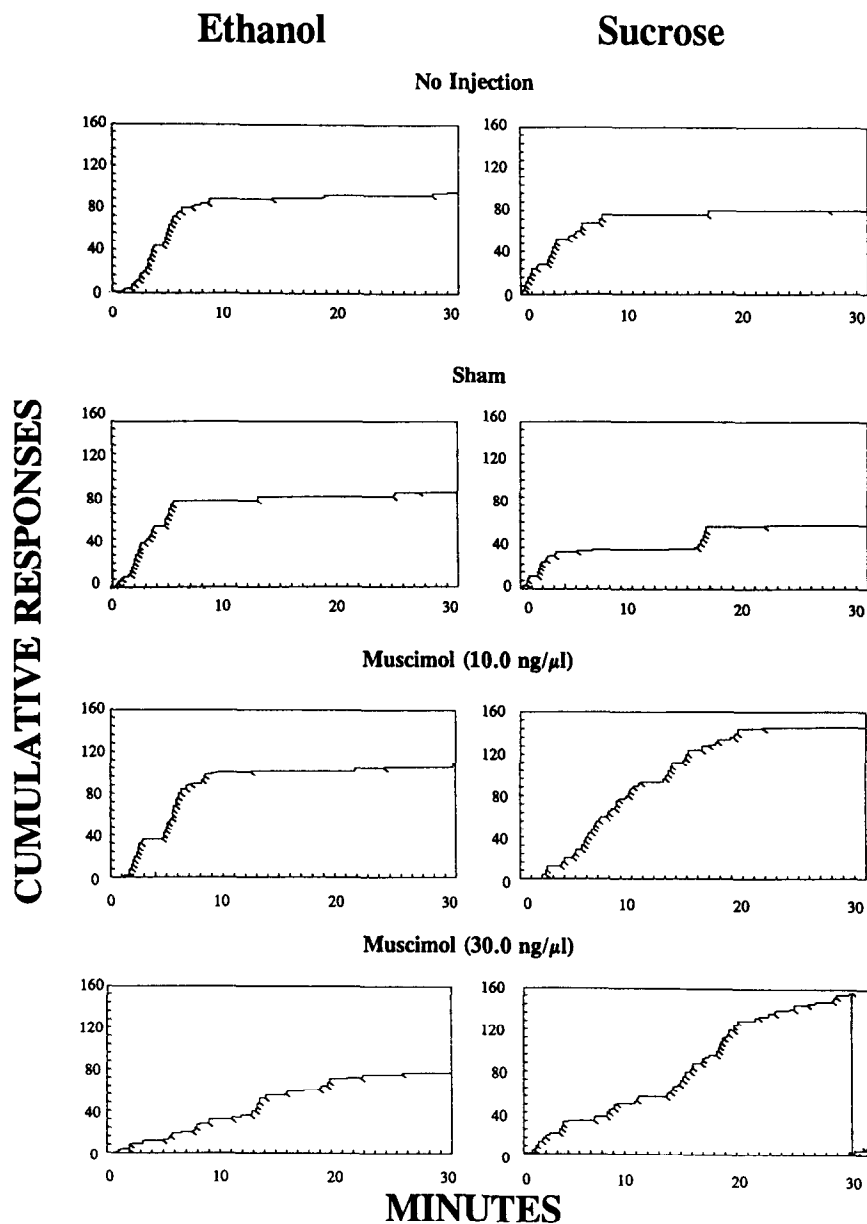 Ethanol Sucrose
No Injection
160 160
120 120
80 80
40 40
0 0
0 10 20 30 0 10 20 30
Sham
160 160
120 120
80 80
40 40
0 0
0 10 20 30 0 10 20 30
Muscimol (10.0 ng/μl)
160 160
120 120
80 80
40 40
0 0
0 10 20 30 0 10 20 30
Muscimol (30.0 ng/μl)
160 160
120 120
80 80
40 40
0 0
0 10 20 30 0 10 20 30
CUMULATIVE RESPONSES
MINUTES